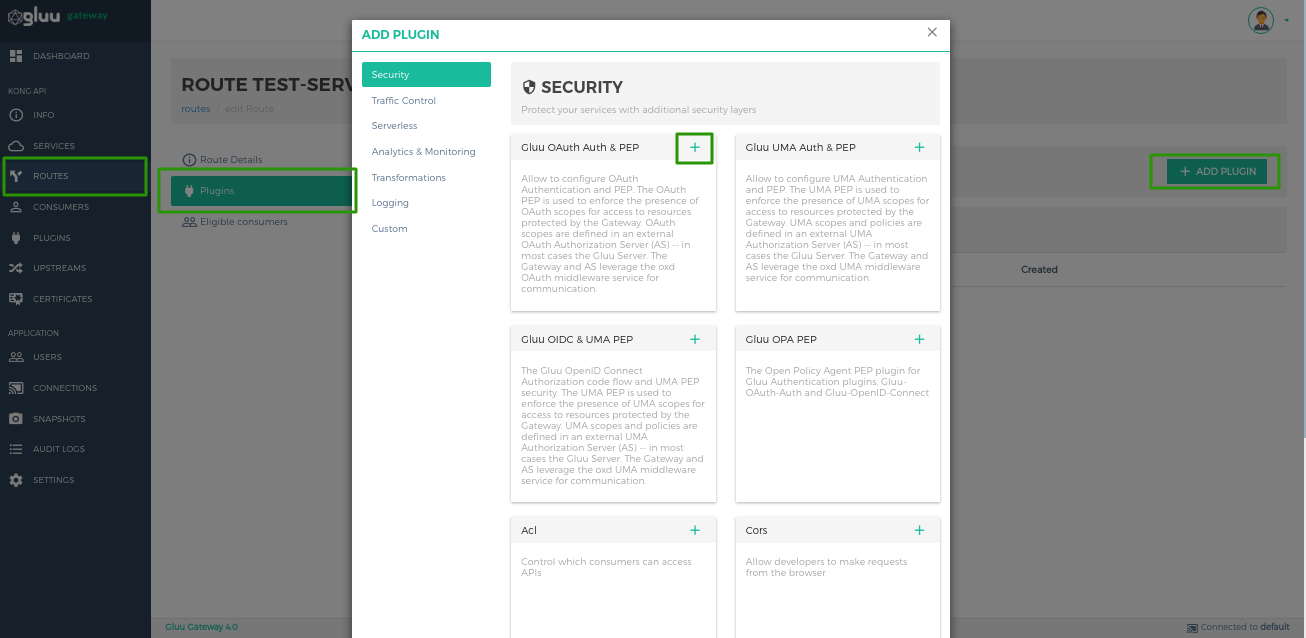 gluu gateway
DASHBOARD
KONG API
INFO
SERVICES
ROUTES
CONSUMERS
PLUGINS
UPSTREAMS
CERTIFICATES
APPLICATION
USERS
CONNECTIONS
SNAPSHOTS
AUDIT LOGS
SETTINGS
ROUTE TEST-SERV
routes / edit Route
Route Details
Plugins
Eligible consumers
ADD PLUGIN
Security
Traffic Control
Serverless
Analytics & Monitoring
Transformations
Logging
Custom
SECURITY
Protect your services with additional security layers
Gluu OAuth Auth & PEP
Allow to configure OAuth
Authentication and PEP. The OAuth
PEP is used to enforce the presence of
OAuth scopes for access to resources
protected by the Gateway. OAuth
scopes are defined in an external
OAuth Authorization Server (AS) -- in
most cases the Gluu Server. The
Gateway and AS leverage the oxd
OAuth middleware service for
communication.
Gluu UMA Auth & PEP
Allow to configure UMA Authentication
and PEP. The UMA PEP is used to
enforce the presence of UMA scopes for
access to resources protected by the
Gateway. UMA scopes and policies are
defined in an external UMA
Authorization Server (AS) -- in most
cases the Gluu Server. The Gateway and
AS leverage the oxd UMA middleware
service for communication.
Gluu OIDC & UMA PEP
The Gluu OpenID Connect
Authorization code flow and UMA PEP
security. The UMA PEP is used to
enforce the presence of UMA scopes for
access to resources protected by the
Gateway. UMA scopes and policies are
defined in an external UMA
Authorization Server (AS) -- in most
cases the Gluu Server. The Gateway and
AS leverage the oxd UMA middleware
service for communication.
Gluu OPA PEP
The Open Policy Agent PEP plugin for
Gluu Authentication plugins. Gluu-
OAuth-Auth and Gluu-OpenID-Connect
Acl
Control which consumers can access
APIs
Cors
Allow developers to make requests
from the browser
+ ADD PLUGIN
Created
Gluu Gateway 4.0
Connected to default